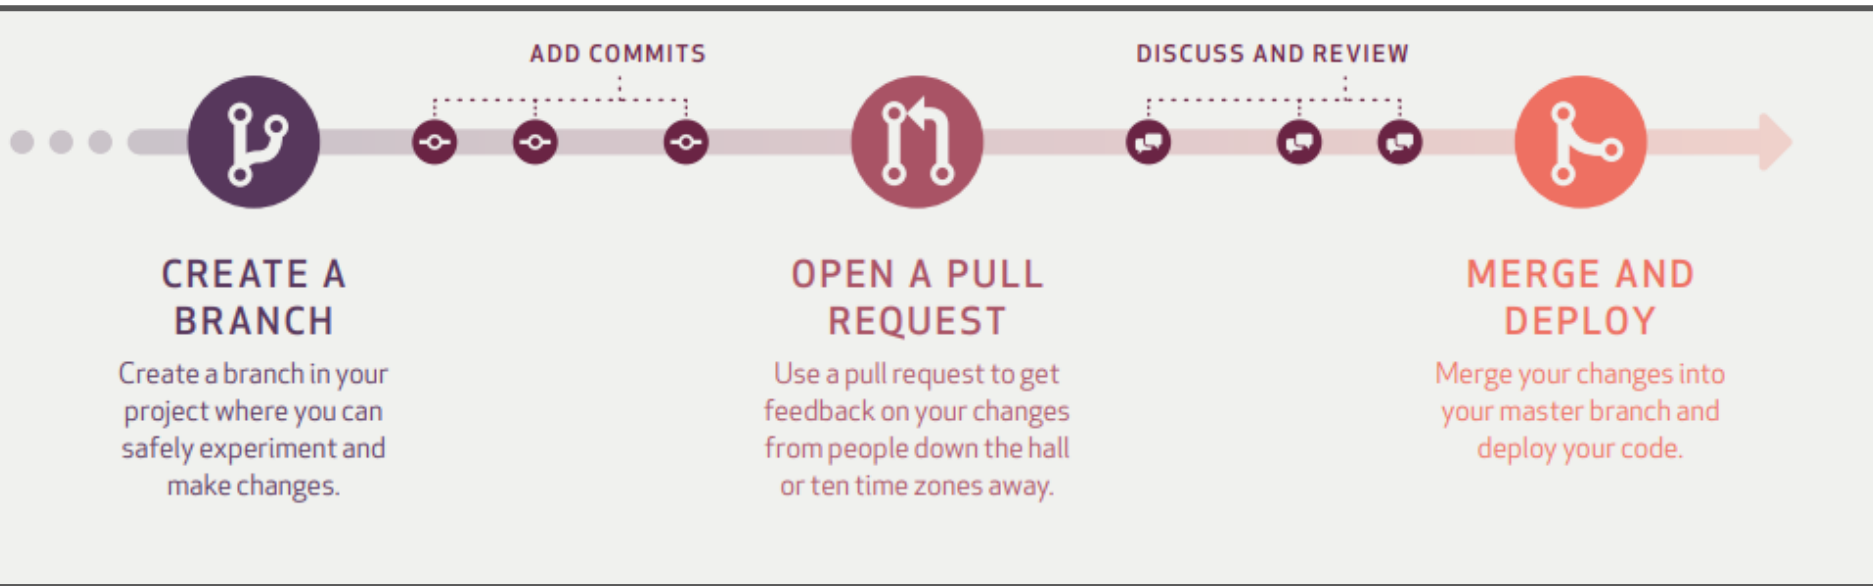 ADD COMMITS
DISCUSS AND REVIEW
CREATE A
BRANCH
Create a branch in your
project where you can
safely experiment and
make changes.
OPEN A PULL
REQUEST
Use a pull request to get
feedback on your changes
from people down the hall
or ten time zones away.
MERGE AND
DEPLOY
Merge your changes into
your master branch and
deploy your code.